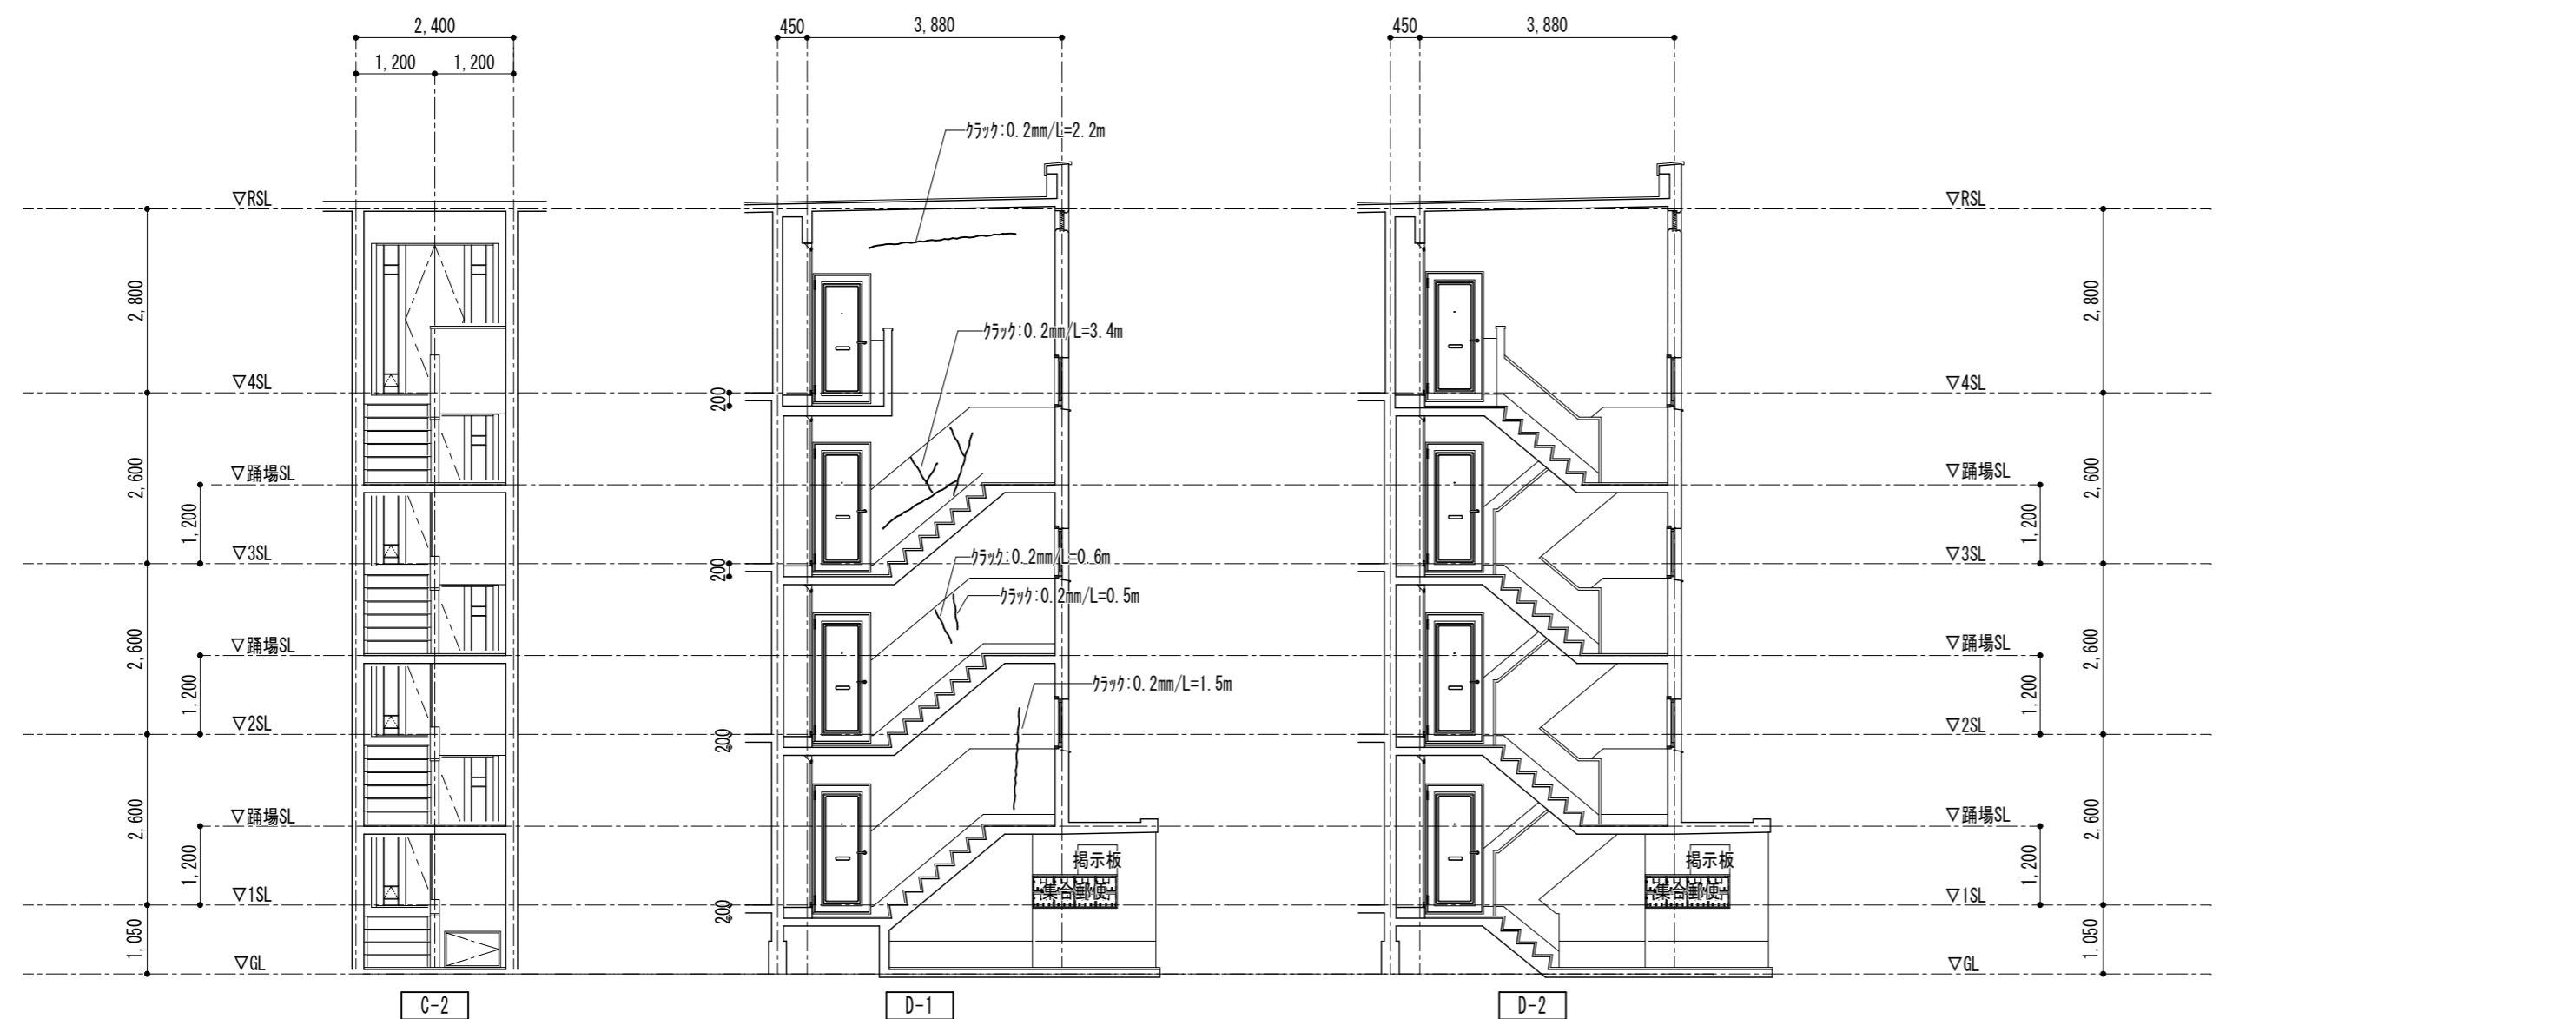 2,400
1,200
1,200
450
3,880
450
3,880
クラック:0.2mm/L=2.2m
▽RSL
▽RSL
2,800
2,800
クラック:0.2mm/L=3.4m
▽4SL
▽4SL
200
2,600
▽踊場SL
▽踊場SL
2,600
1,200
1,200
▽3SL
▽3SL
200
クラック:0.2mm/L=0.6m
クラック:0.2mm/L=0.5m
2,600
▽踊場SL
▽踊場SL
2,600
クラック:0.2mm/L=1.5m
1,200
1,200
▽2SL
▽2SL
200
2,600
▽踊場SL
▽踊場SL
2,600
1,200
掲示板
掲示板
1,200
集合郵便
集合郵便
▽1SL
▽1SL
200
1,050
1,050
▽GL
▽GL
C-2
D-1
D-2